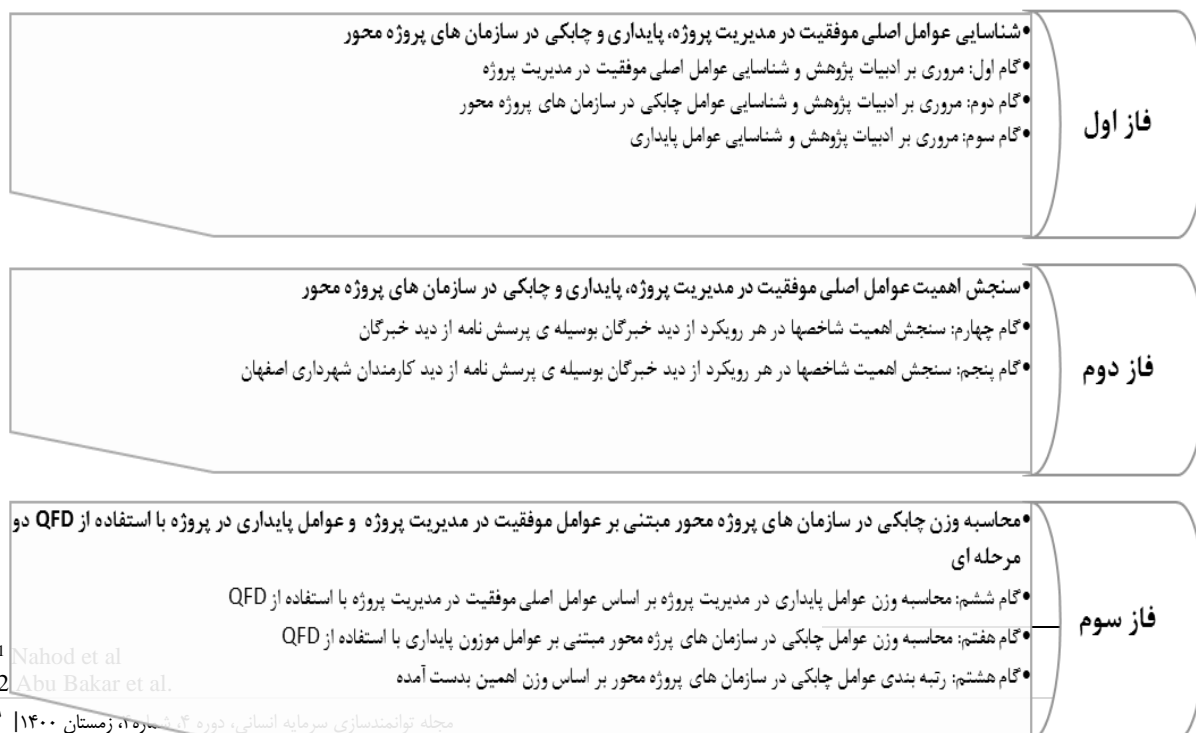 فاز اول
•شناسایی عوامل اصلی موفقیت در مدیریت پروژه، پایداری و چابکی در سازمان های پروژه محور
•گام اول: مروری بر ادبیات پژوهش و شناسایی عوامل اصلی موفقیت در مدیریت پروژه
•گام دوم: مروری بر ادبیات پژوهش و شناسایی عوامل چابکی در سازمان های پروژه محور
•گام سوم: مروری بر ادبیات پژوهش و شناسایی عوامل پایداری
فاز دوم
•سنجش اهمیت عوامل اصلی موفقیت در مدیریت پروژه، پایداری و چابکی در سازمان های پروژه محور
•گام چهارم: سنجش اهمیت شاخصها در هر رویکرد از دید خبرگان بوسیله ی پرسش نامه از دید خبرگان
•گام پنجم: سنجش اهمیت شاخصها در هر رویکرد از دید خبرگان بوسیله ی پرسش نامه از دید کارمندان شهرداری اصفهان
فاز سوم
•محاسبه وزن چابکی در سازمان های پروژه محور مبتنی بر عوامل موفقیت در مدیریت پروژه و عوامل پایداری در پروژه با استفاده از QFD دو
مرحله ای
•گام ششم: محاسبه وزن عوامل پایداری در مدیریت پروژه بر اساس عوامل اصلی موفقیت در مدیریت پروژه با استفاده از QFD
•گام هفتم: محاسبه وزن عوامل چابکی در سازمان های پرژه محور مبتنی بر عوامل موزون پایداری با استفاده از QFD
•گام هشتم: رتبه بندی عوامل چابکی در سازمان های پروژه محور بر اساس وزن اهمین بدست آمده
1 Nahod et al
2 Abu Bakar et al.
مجله توانمندسازی سرمایه انسانی، دوره ۴، شماره ۴، زمستان ۱۴۰۰|